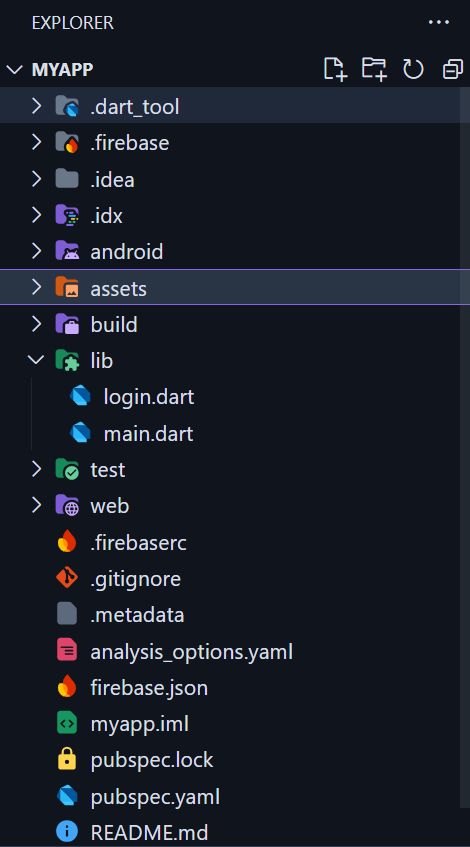 EXPLORER
MYAPP
.dart_tool
.firebase
.idea
.idx
android
assets
build
lib
login.dart
main.dart
test
web
.firebaserc
.gitignore
.metadata
analysis_options.yaml
firebase.json
myapp.iml
pubspec.lock
pubspec.yaml
README.md